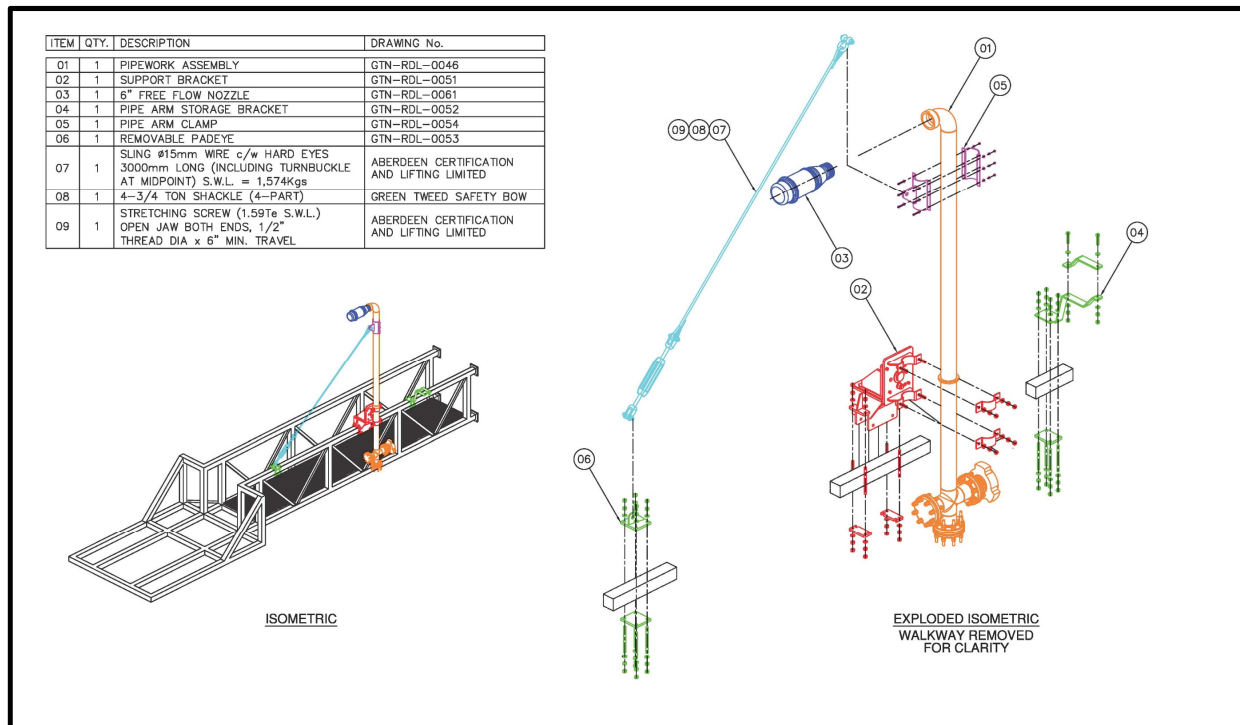 ITEM QTY. DESCRIPTION DRAWING No.
01 1 PIPEWORK ASSEMBLY GTN-RDL-0046
02 1 SUPPORT BRACKET GTN-RDL-0051
03 1 6" FREE FLOW NOZZLE GTN-RDL-0061
04 1 PIPE ARM STORAGE BRACKET GTN-RDL-0052
05 1 PIPE ARM CLAMP GTN-RDL-0054
06 1 REMOVABLE PADEYE GTN-RDL-0053
07 1 SLING ø15mm WIRE c/w HARD EYES
3000mm LONG (INCLUDING TURNBUCKLE
AT MIDPOINT) S.W.L. = 1,574Kgs
ABERDEEN CERTIFICATION
AND LIFTING LIMITED
08 1 4-3/4 TON SHACKLE (4-PART) GREEN TWEED SAFETY BOW
09 1 STRETCHING SCREW (1.59Te S.W.L.)
OPEN JAW BOTH ENDS, 1/2"
THREAD DIA x 6" MIN. TRAVEL
ABERDEEN CERTIFICATION
AND LIFTING LIMITED
01
05
09 08 07
03
04
02
06
ISOMETRIC
EXPLODED ISOMETRIC
WALKWAY REMOVED
FOR CLARITY